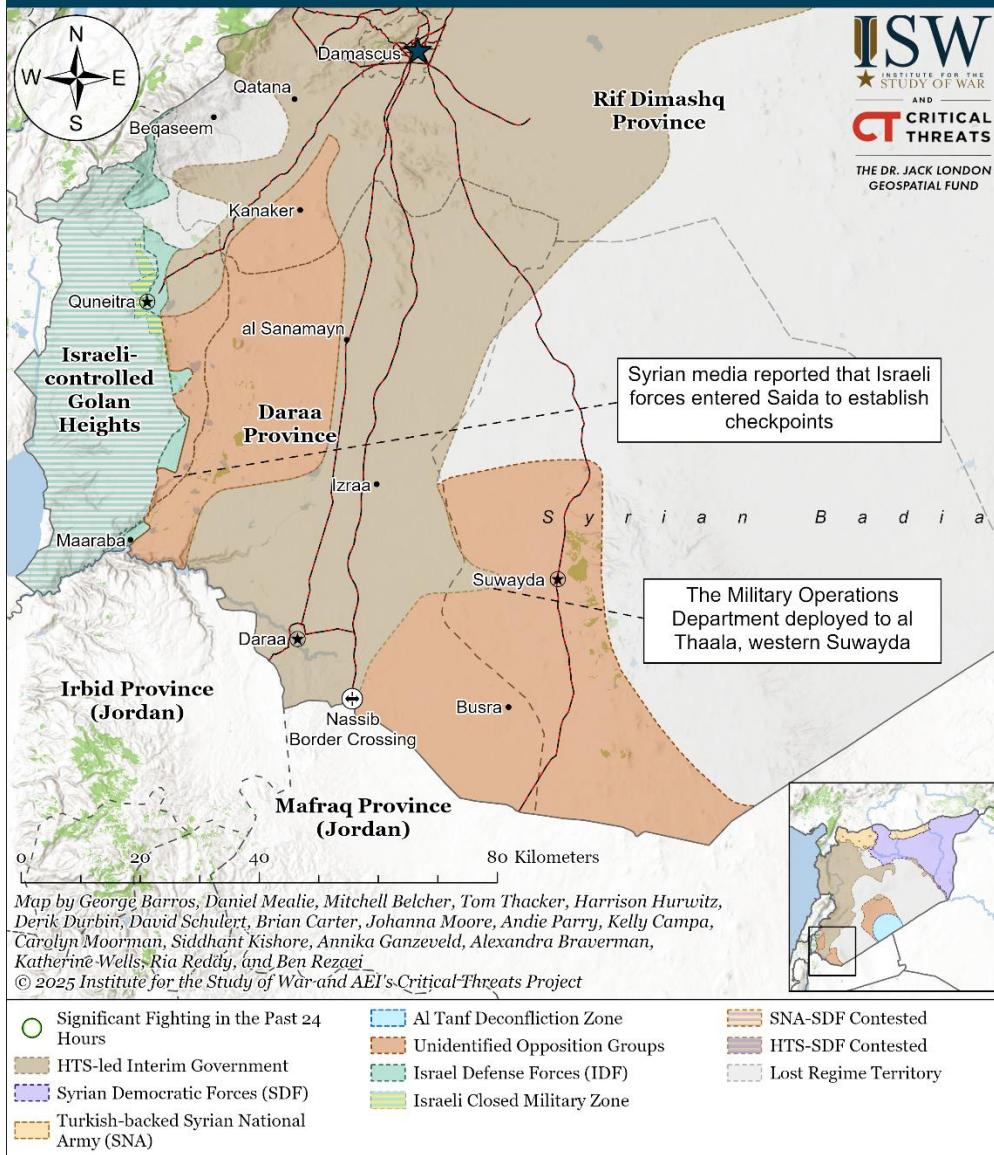 N
W
E
S
Damascus
Qatana
Beqaseem
Rif Dimashq
Province
ISW
INSTITUTE FOR THE
STUDY OF WAR
AND
CT CRITICAL
THREATS
THE DR. JACK LONDON
GEOSPATIAL FUND
Kanaker
Quneitra
al Sanamayn
Israeli-
controlled
Golan
Heights
Daraa
Province
Syrian media reported that Israeli
forces entered Saida to establish
checkpoints
Izraa
Syrian Badia
Maaraba
Suwayda
The Military Operations
Department deployed to al
Thaala, western Suwayda
Daraa
Irbid Province
(Jordan)
Busra
Nassib
Border Crossing
Mafraq Province
(Jordan)
0 20 40 80 Kilometers
Map by George Barros, Daniel Mealie, Mitchell Belcher, Tom Thacker, Harrison Hurwitz,
Derik Durbin, David Schulert, Brian Carter, Johanna Moore, Andie Parry, Kelly Campa,
Carolyn Moorman, Siddhant Kishore, Annika Ganzeveld, Alexandra Braverman,
Katherine Wells, Ria Reddy, and Ben Rezaei
© 2025 Institute for the Study of War and AEI's Critical Threats Project
Significant Fighting in the Past 24
Hours
HTS-led Interim Government
Syrian Democratic Forces (SDF)
Turkish-backed Syrian National
Army (SNA)
Al Tanf Deconfliction Zone
Unidentified Opposition Groups
Israel Defense Forces (IDF)
Israeli Closed Military Zone
SNA-SDF Contested
HTS-SDF Contested
Lost Regime Territory